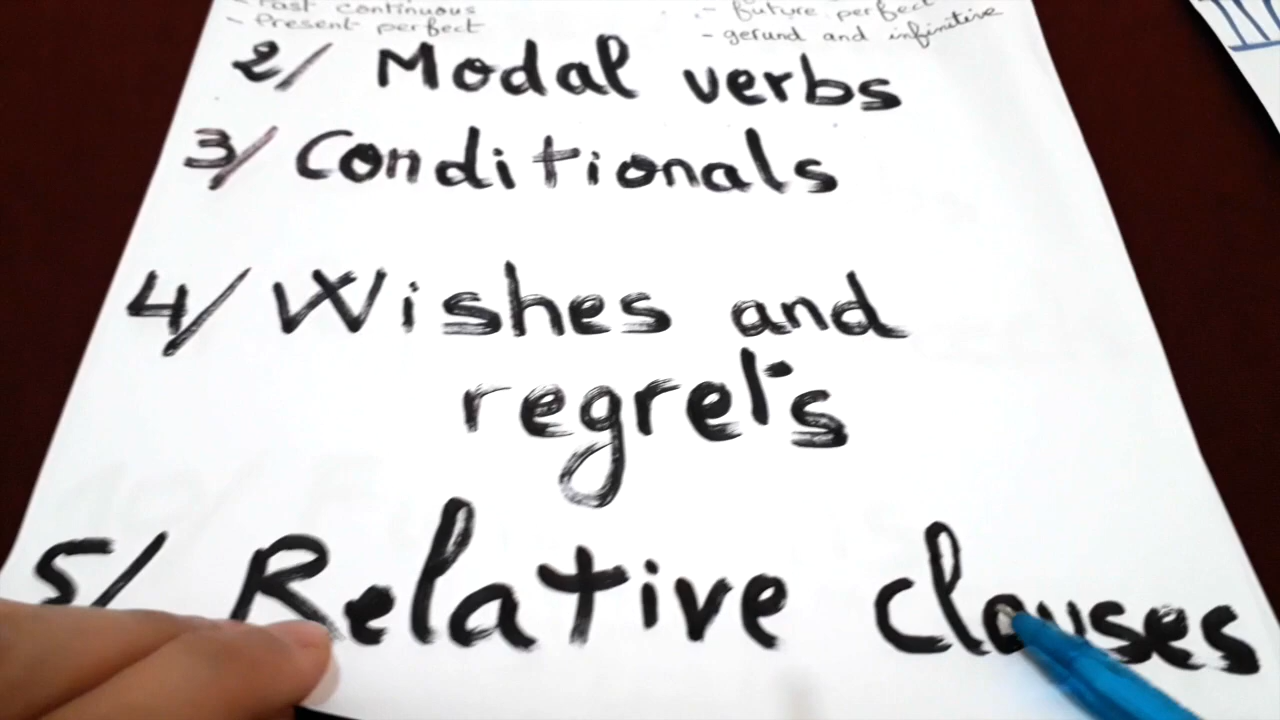 - Past continuous
- Present perfect
- future perfect
- gerund and infinitive
2/ Modal verbs
3/ Conditionals
4/ Wishes and
regrets
5/ Relative clauses